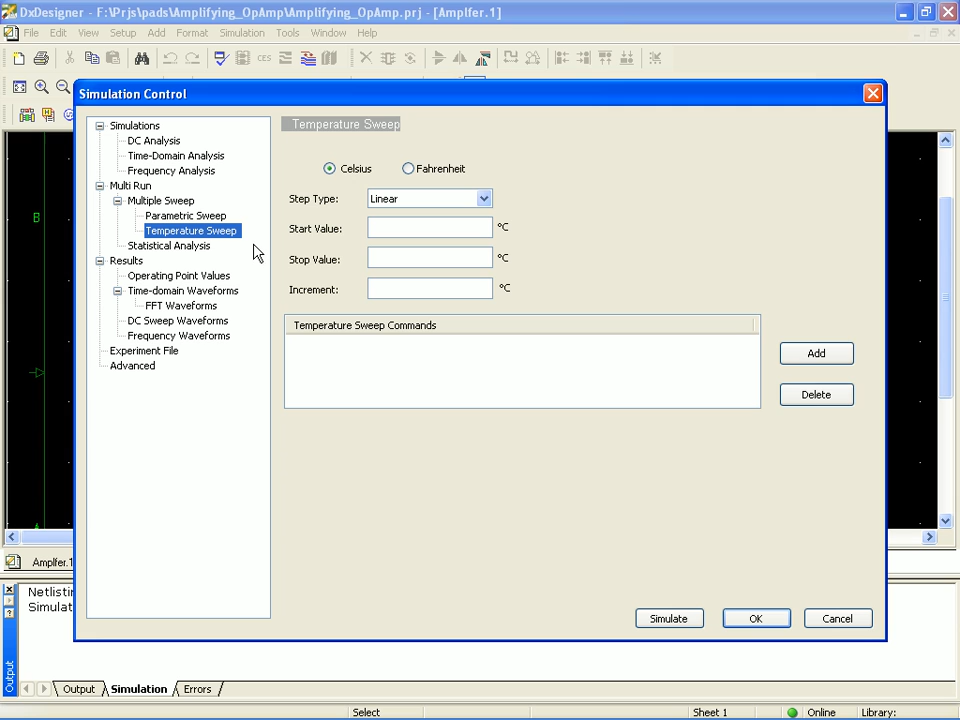 DxDesigner - F:\Prjs\pads\Amplifying_OpAmp\Amplifying_OpAmp.prj - [Amplfer.1]
File Edit View Setup Add Format Simulation Tools Window Help
CES
Simulation Control
Simulations
DC Analysis
Time-Domain Analysis
Frequency Analysis
Multi Run
Multiple Sweep
Parametric Sweep
Temperature Sweep
Statistical Analysis
Results
Operating Point Values
Time-domain Waveforms
FFT Waveforms
DC Sweep Waveforms
Frequency Waveforms
Experiment File
Advanced
Temperature Sweep
Celsius Fahrenheit
Step Type: Linear
Start Value: °C
Stop Value: °C
Increment: °C
Temperature Sweep Commands
Add
Delete
Simulate OK Cancel
B
Amplfer.1
Output
Output Simulation Errors
Select Sheet 1 Online Library: